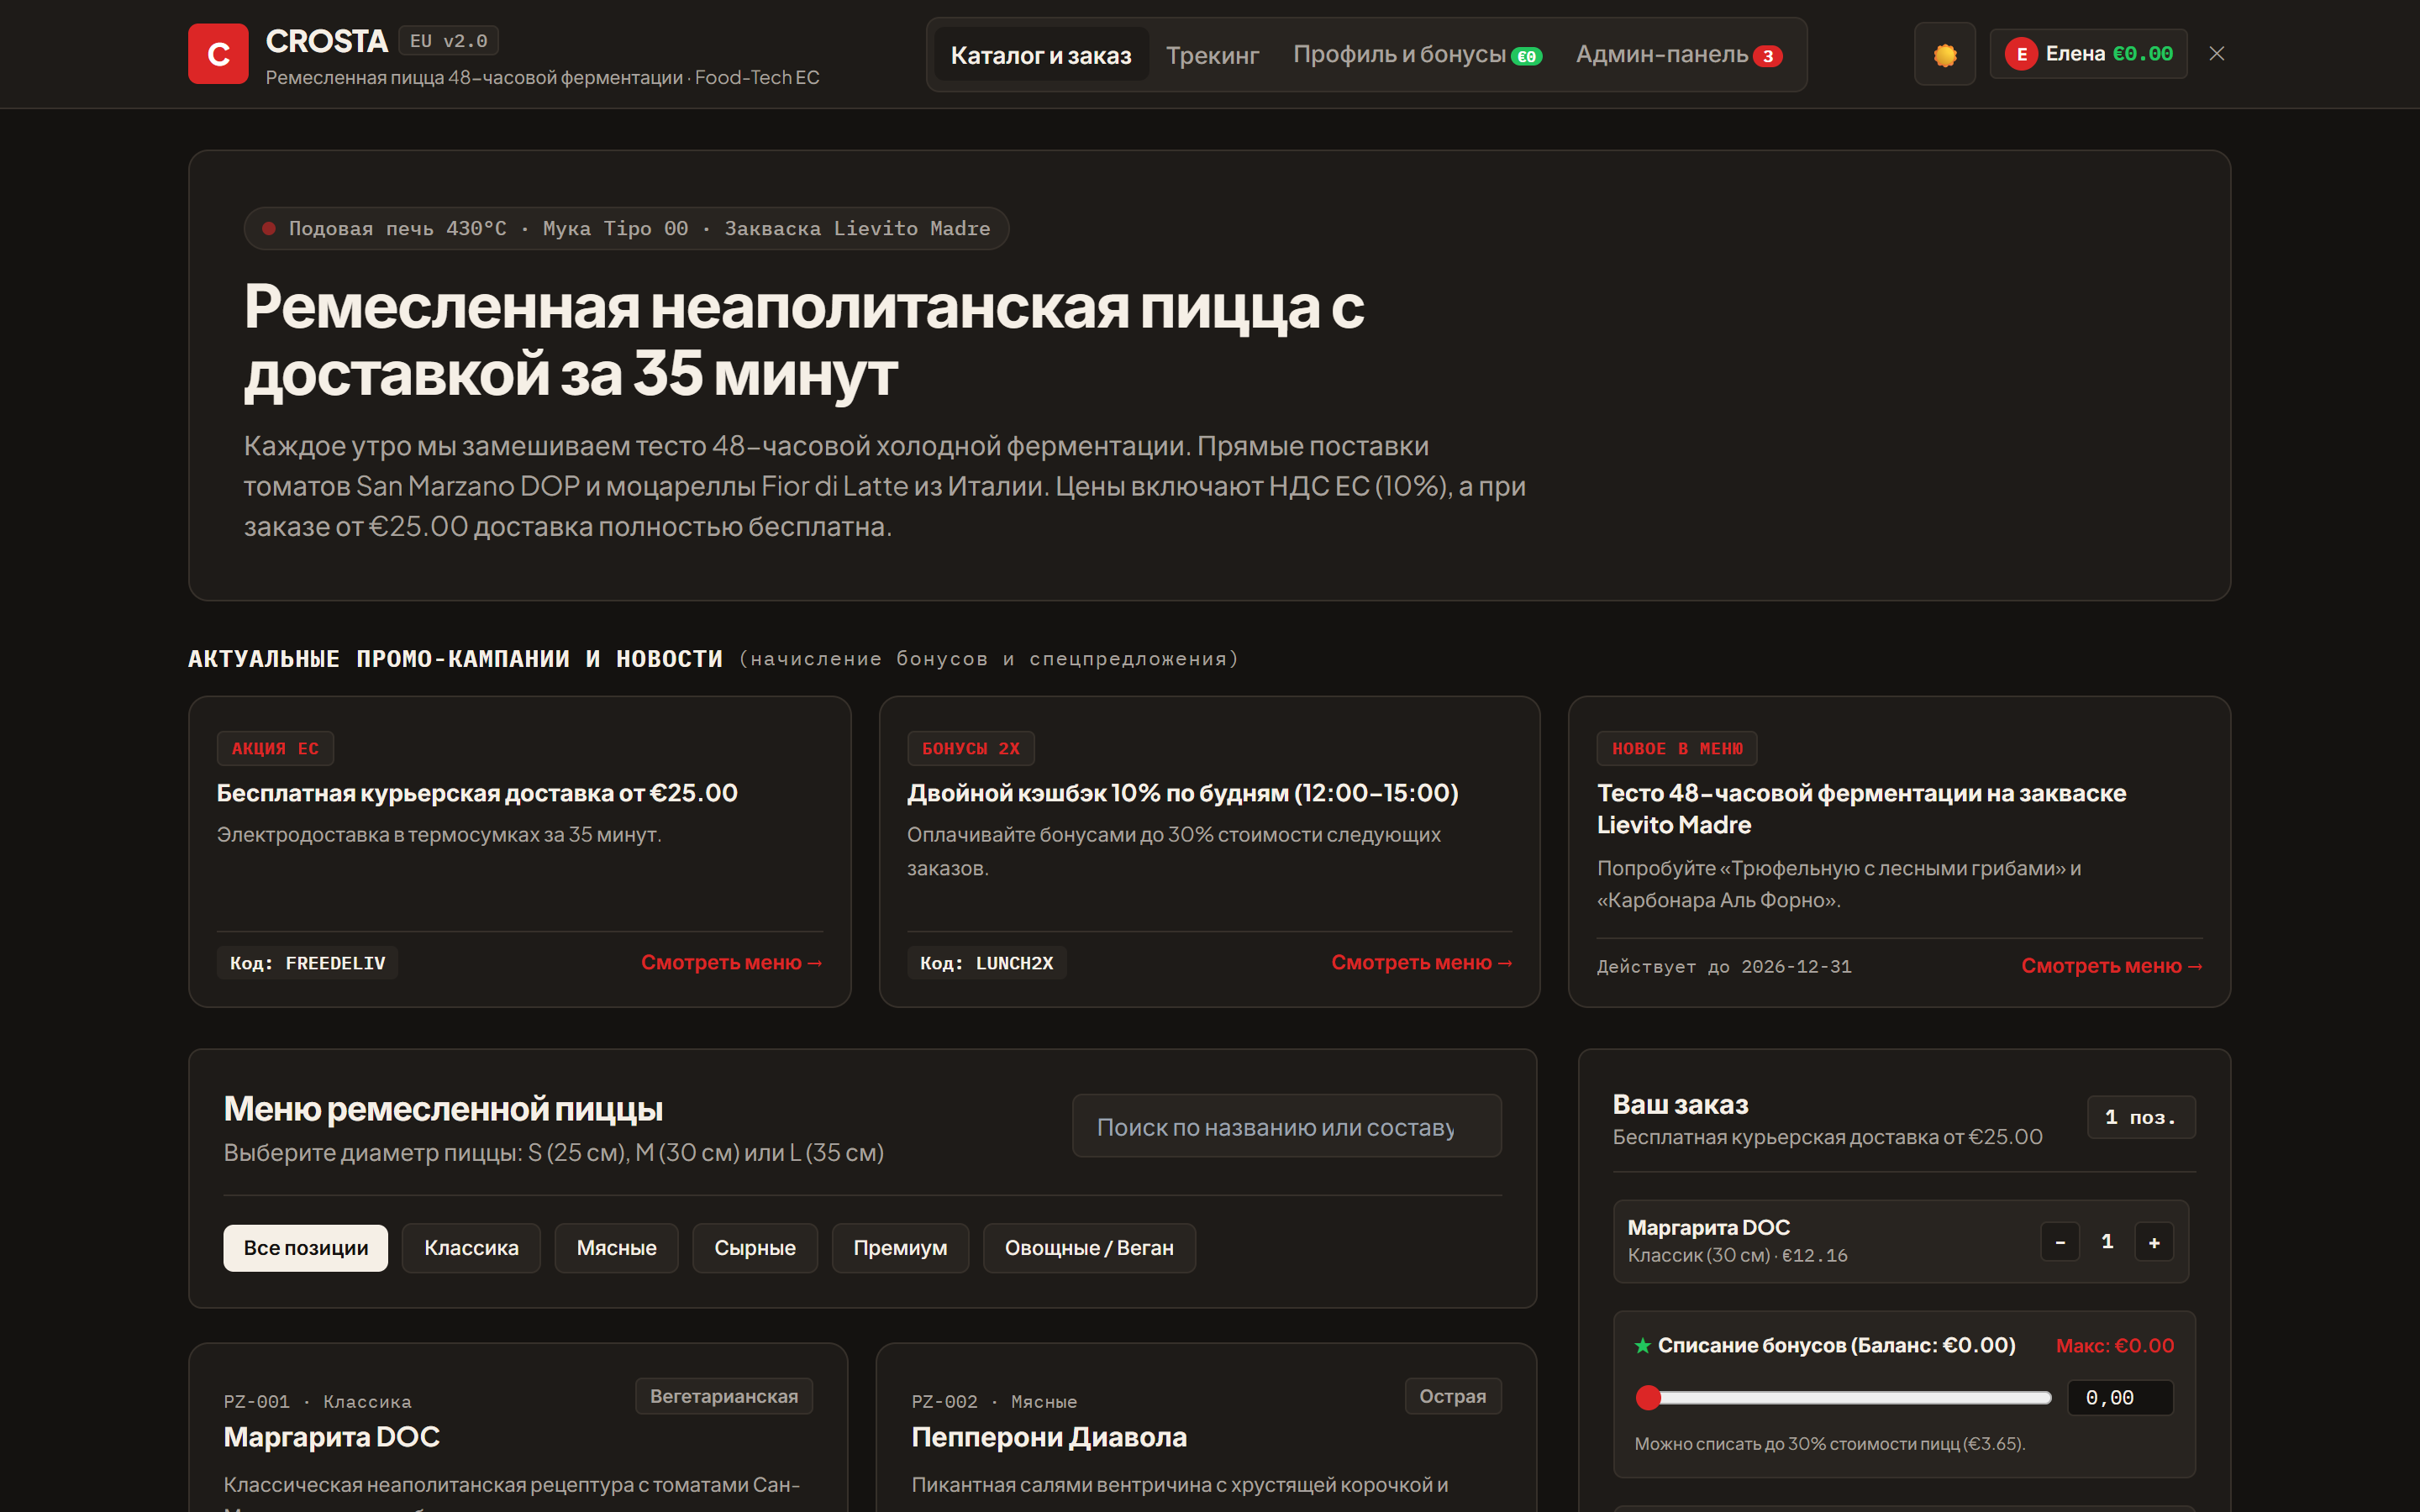 C
CROSTA EU v2.0
Ремесленная пицца 48-часовой ферментации · Food-Tech ЕС
Каталог и заказ Трекинг Профиль и бонусы €0 Админ-панель 3
Е Елена €0.00 ×
Подовая печь 430°C · Мука Tipo 00 · Закваска Lievito Madre
Ремесленная неаполитанская пицца с
доставкой за 35 минут
Каждое утро мы замешиваем тесто 48-часовой холодной ферментации. Прямые поставки
томатов San Marzano DOP и моцареллы Fior di Latte из Италии. Цены включают НДС ЕС (10%), а при
заказе от €25.00 доставка полностью бесплатна.
АКТУАЛЬНЫЕ ПРОМО-КАМПАНИИ И НОВОСТИ (начисление бонусов и спецпредложения)
АКЦИЯ ЕС
Бесплатная курьерская доставка от €25.00
Электродоставка в термосумках за 35 минут.
Код: FREEDELIV Смотреть меню →
БОНУСЫ 2X
Двойной кэшбэк 10% по будням (12:00–15:00)
Оплачивайте бонусами до 30% стоимости следующих
заказов.
Код: LUNCH2X Смотреть меню →
НОВОЕ В МЕНЮ
Тесто 48-часовой ферментации на закваске
Lievito Madre
Попробуйте «Трюфельную с лесными грибами» и
«Карбонара Аль Форно».
Действует до 2026-12-31 Смотреть меню →
Меню ремесленной пиццы
Выберите диаметр пиццы: S (25 см), M (30 см) или L (35 см)
Поиск по названию или составу
Все позиции Классика Мясные Сырные Премиум Овощные / Веган
PZ-001 · Классика Вегетарианская
Маргарита DOC
Классическая неаполитанская рецептура с томатами Сан-
PZ-002 · Мясные Острая
Пепперони Диавола
Пикантная салями вентричина с хрустящей корочкой и
Ваш заказ 1 поз.
Бесплатная курьерская доставка от €25.00
Маргарита DOC
Классик (30 см) · €12.16
− 1 +
★ Списание бонусов (Баланс: €0.00) Макс: €0.00
0,00
Можно списать до 30% стоимости пицц (€3.65).